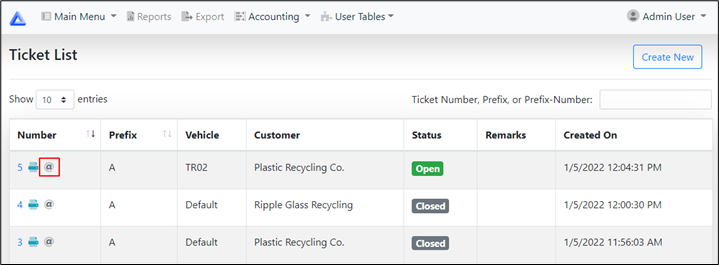 Main Menu Reports Export Accounting User Tables Admin User
Ticket List Create New
Show 10 entries Ticket Number, Prefix, or Prefix-Number:
Number Prefix Vehicle Customer Status Remarks Created On
5 @ A TR02 Plastic Recycling Co. Open 1/5/2022 12:04:31 PM
4 @ A Default Ripple Glass Recycling Closed 1/5/2022 12:00:30 PM
3 @ A Default Plastic Recycling Co. Closed 1/5/2022 11:56:03 AM